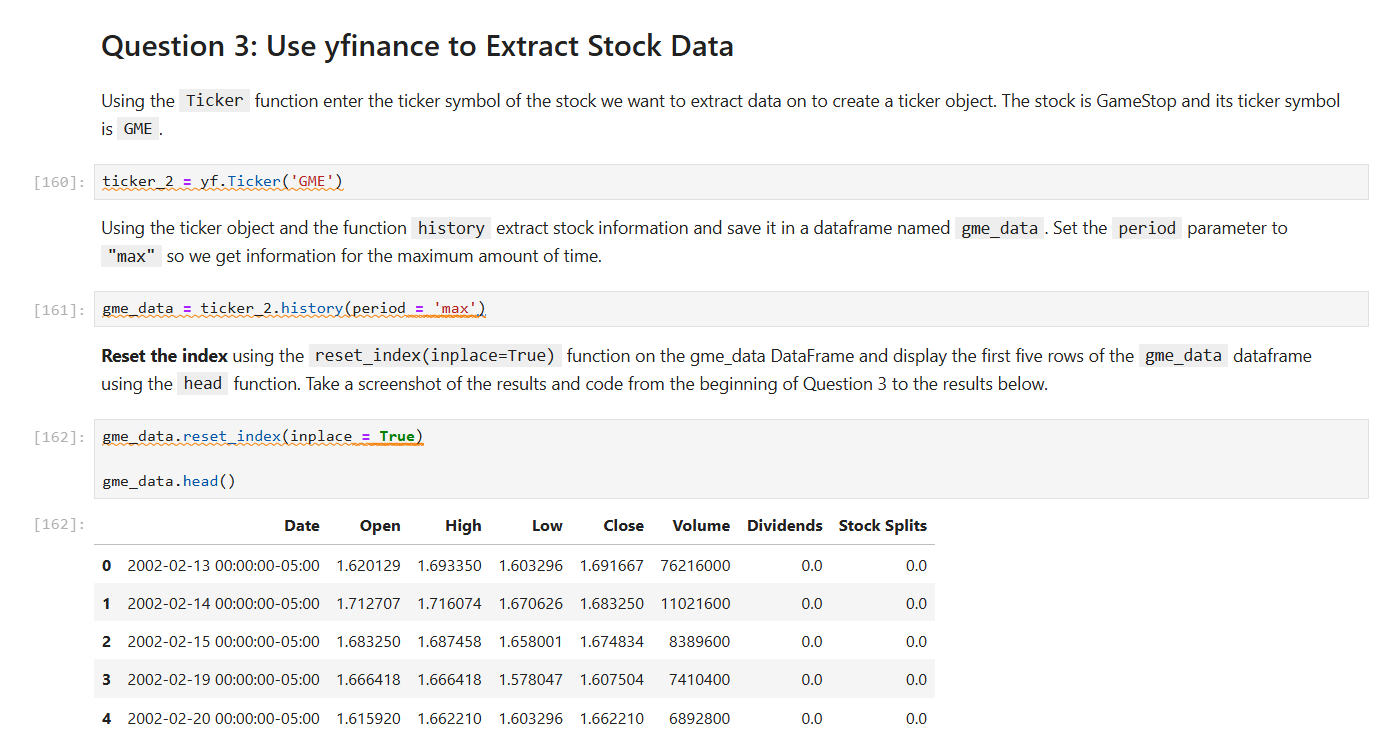 Question 3: Use yfinance to Extract Stock Data
Using the Ticker function enter the ticker symbol of the stock we want to extract data on to create a ticker object. The stock is GameStop and its ticker symbol
is GME .
[160]: ticker_2 = yf.Ticker('GME')
Using the ticker object and the function history extract stock information and save it in a dataframe named gme_data . Set the period parameter to
"max" so we get information for the maximum amount of time.
[161]: gme_data = ticker_2.history(period = 'max')
Reset the index using the reset_index(inplace=True) function on the gme_data DataFrame and display the first five rows of the gme_data dataframe
using the head function. Take a screenshot of the results and code from the beginning of Question 3 to the results below.
[162]: gme_data.reset_index(inplace = True)
gme_data.head()
[162]: Date Open High Low Close Volume Dividends Stock Splits
0 2002-02-13 00:00:00-05:00 1.620129 1.693350 1.603296 1.691667 76216000 0.0 0.0
1 2002-02-14 00:00:00-05:00 1.712707 1.716074 1.670626 1.683250 11021600 0.0 0.0
2 2002-02-15 00:00:00-05:00 1.683250 1.687458 1.658001 1.674834 8389600 0.0 0.0
3 2002-02-19 00:00:00-05:00 1.666418 1.666418 1.578047 1.607504 7410400 0.0 0.0
4 2002-02-20 00:00:00-05:00 1.615920 1.662210 1.603296 1.662210 6892800 0.0 0.0